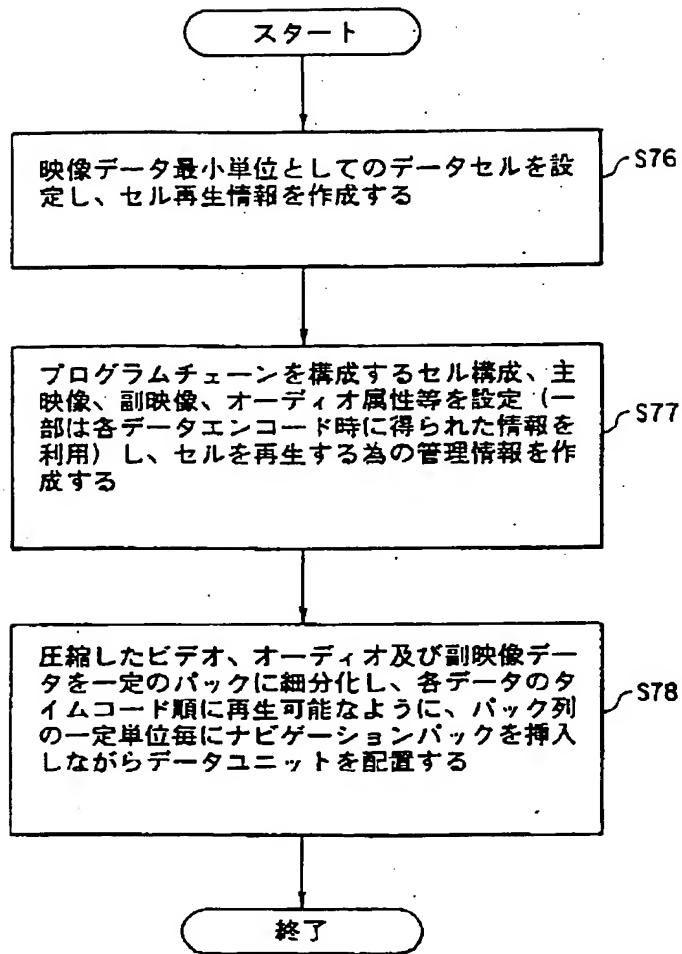 スタート
映像データ最小単位としてのデータセルを設
定し、セル再生情報を作成する
S76
プログラムチェーンを構成するセル構成、主
映像、副映像、オーディオ属性等を設定（一
部は各データエンコード時に得られた情報を
利用）し、セルを再生する為の管理情報を作
成する
S77
圧縮したビデオ、オーディオ及び副映像デー
タを一定のパックに細分化し、各データのタ
イムコード順に再生可能なように、パック列
の一定単位毎にナビゲーションパックを挿入
しながらデータユニットを配置する
S78
終了